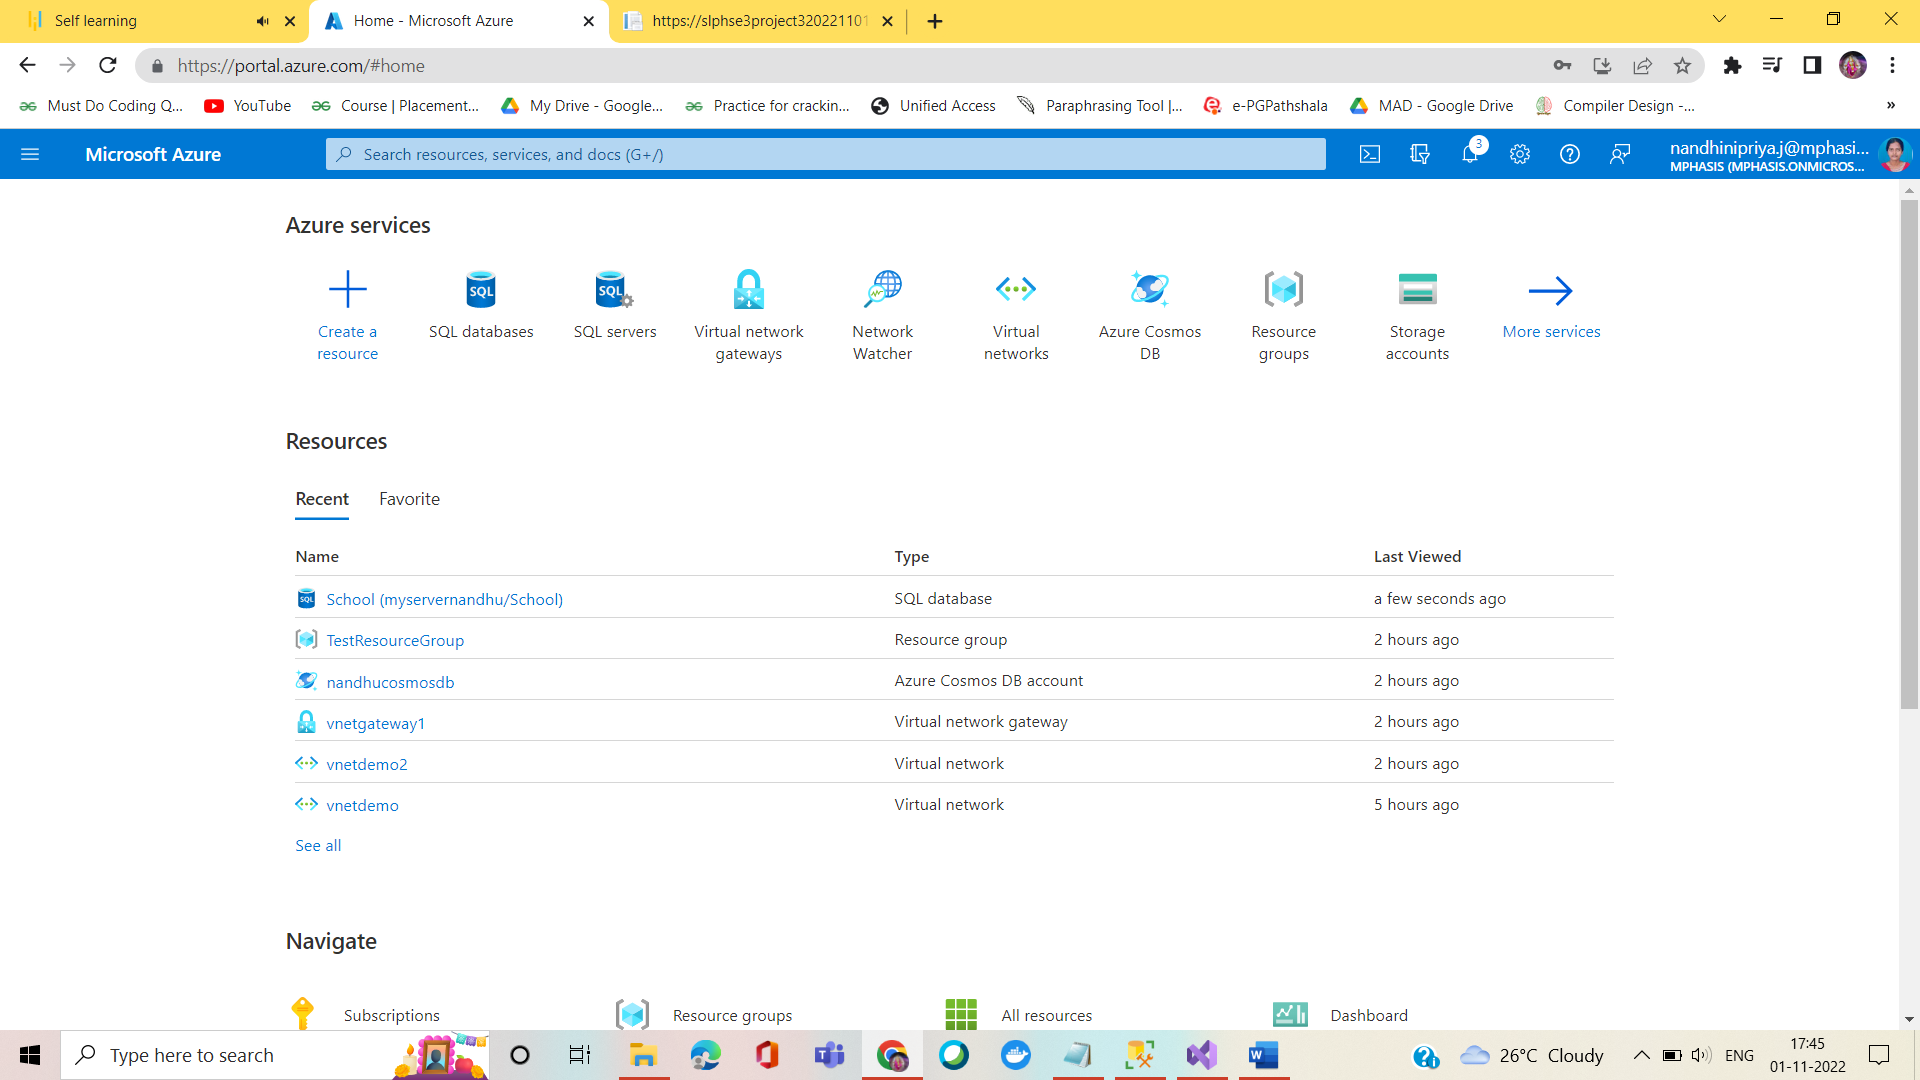 Self learning
Home - Microsoft Azure
https://slphse3project320221101
https://portal.azure.com/#home
Must Do Coding Q...
YouTube
Course | Placement...
My Drive - Google...
Practice for crackin...
Unified Access
Paraphrasing Tool |...
e-PGPathshala
MAD - Google Drive
Compiler Design -...
»
Microsoft Azure
Search resources, services, and docs (G+/)
3
nandhinipriya.j@mphasi...
MPHASIS (MPHASIS.ONMICROS...
Azure services
Create a
resource
SQL
SQL databases
SQL
SQL servers
Virtual network
gateways
Network
Watcher
Virtual
networks
Azure Cosmos
DB
Resource
groups
Storage
accounts
More services
Resources
Recent Favorite
Name Type Last Viewed
SQL School (myservernandhu/School) SQL database a few seconds ago
TestResourceGroup Resource group 2 hours ago
nandhucosmosdb Azure Cosmos DB account 2 hours ago
vnetgateway1 Virtual network gateway 2 hours ago
vnetdemo2 Virtual network 2 hours ago
vnetdemo Virtual network 5 hours ago
See all
Navigate
Subscriptions Resource groups All resources Dashboard
Type here to search
26°C Cloudy
ENG
17:45
01-11-2022